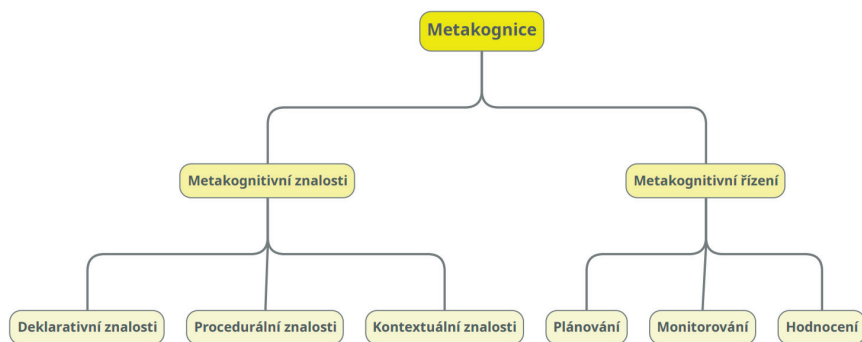 Metakognice
Metakognitivní znalosti
Metakognitivní řízení
Deklarativní znalosti
Procedurální znalosti
Kontextuální znalosti
Plánování
Monitorování
Hodnocení